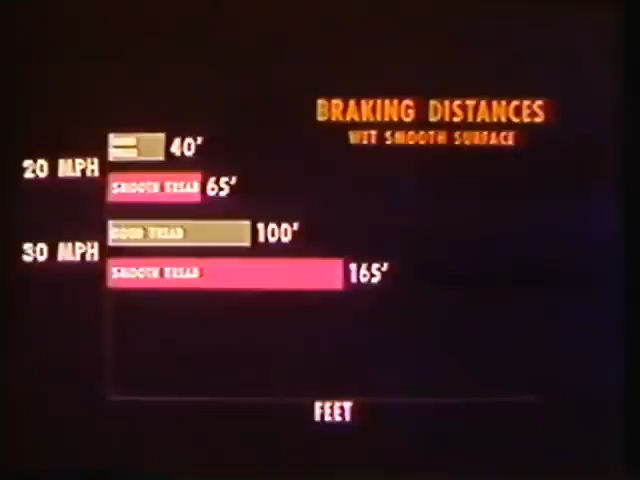 BRAKING DISTANCES
WET SMOOTH SURFACE
20 MPH
40'
SMOOTH TREAD 65'
30 MPH
GOOD TREAD 100'
SMOOTH TREAD 165'
FEET